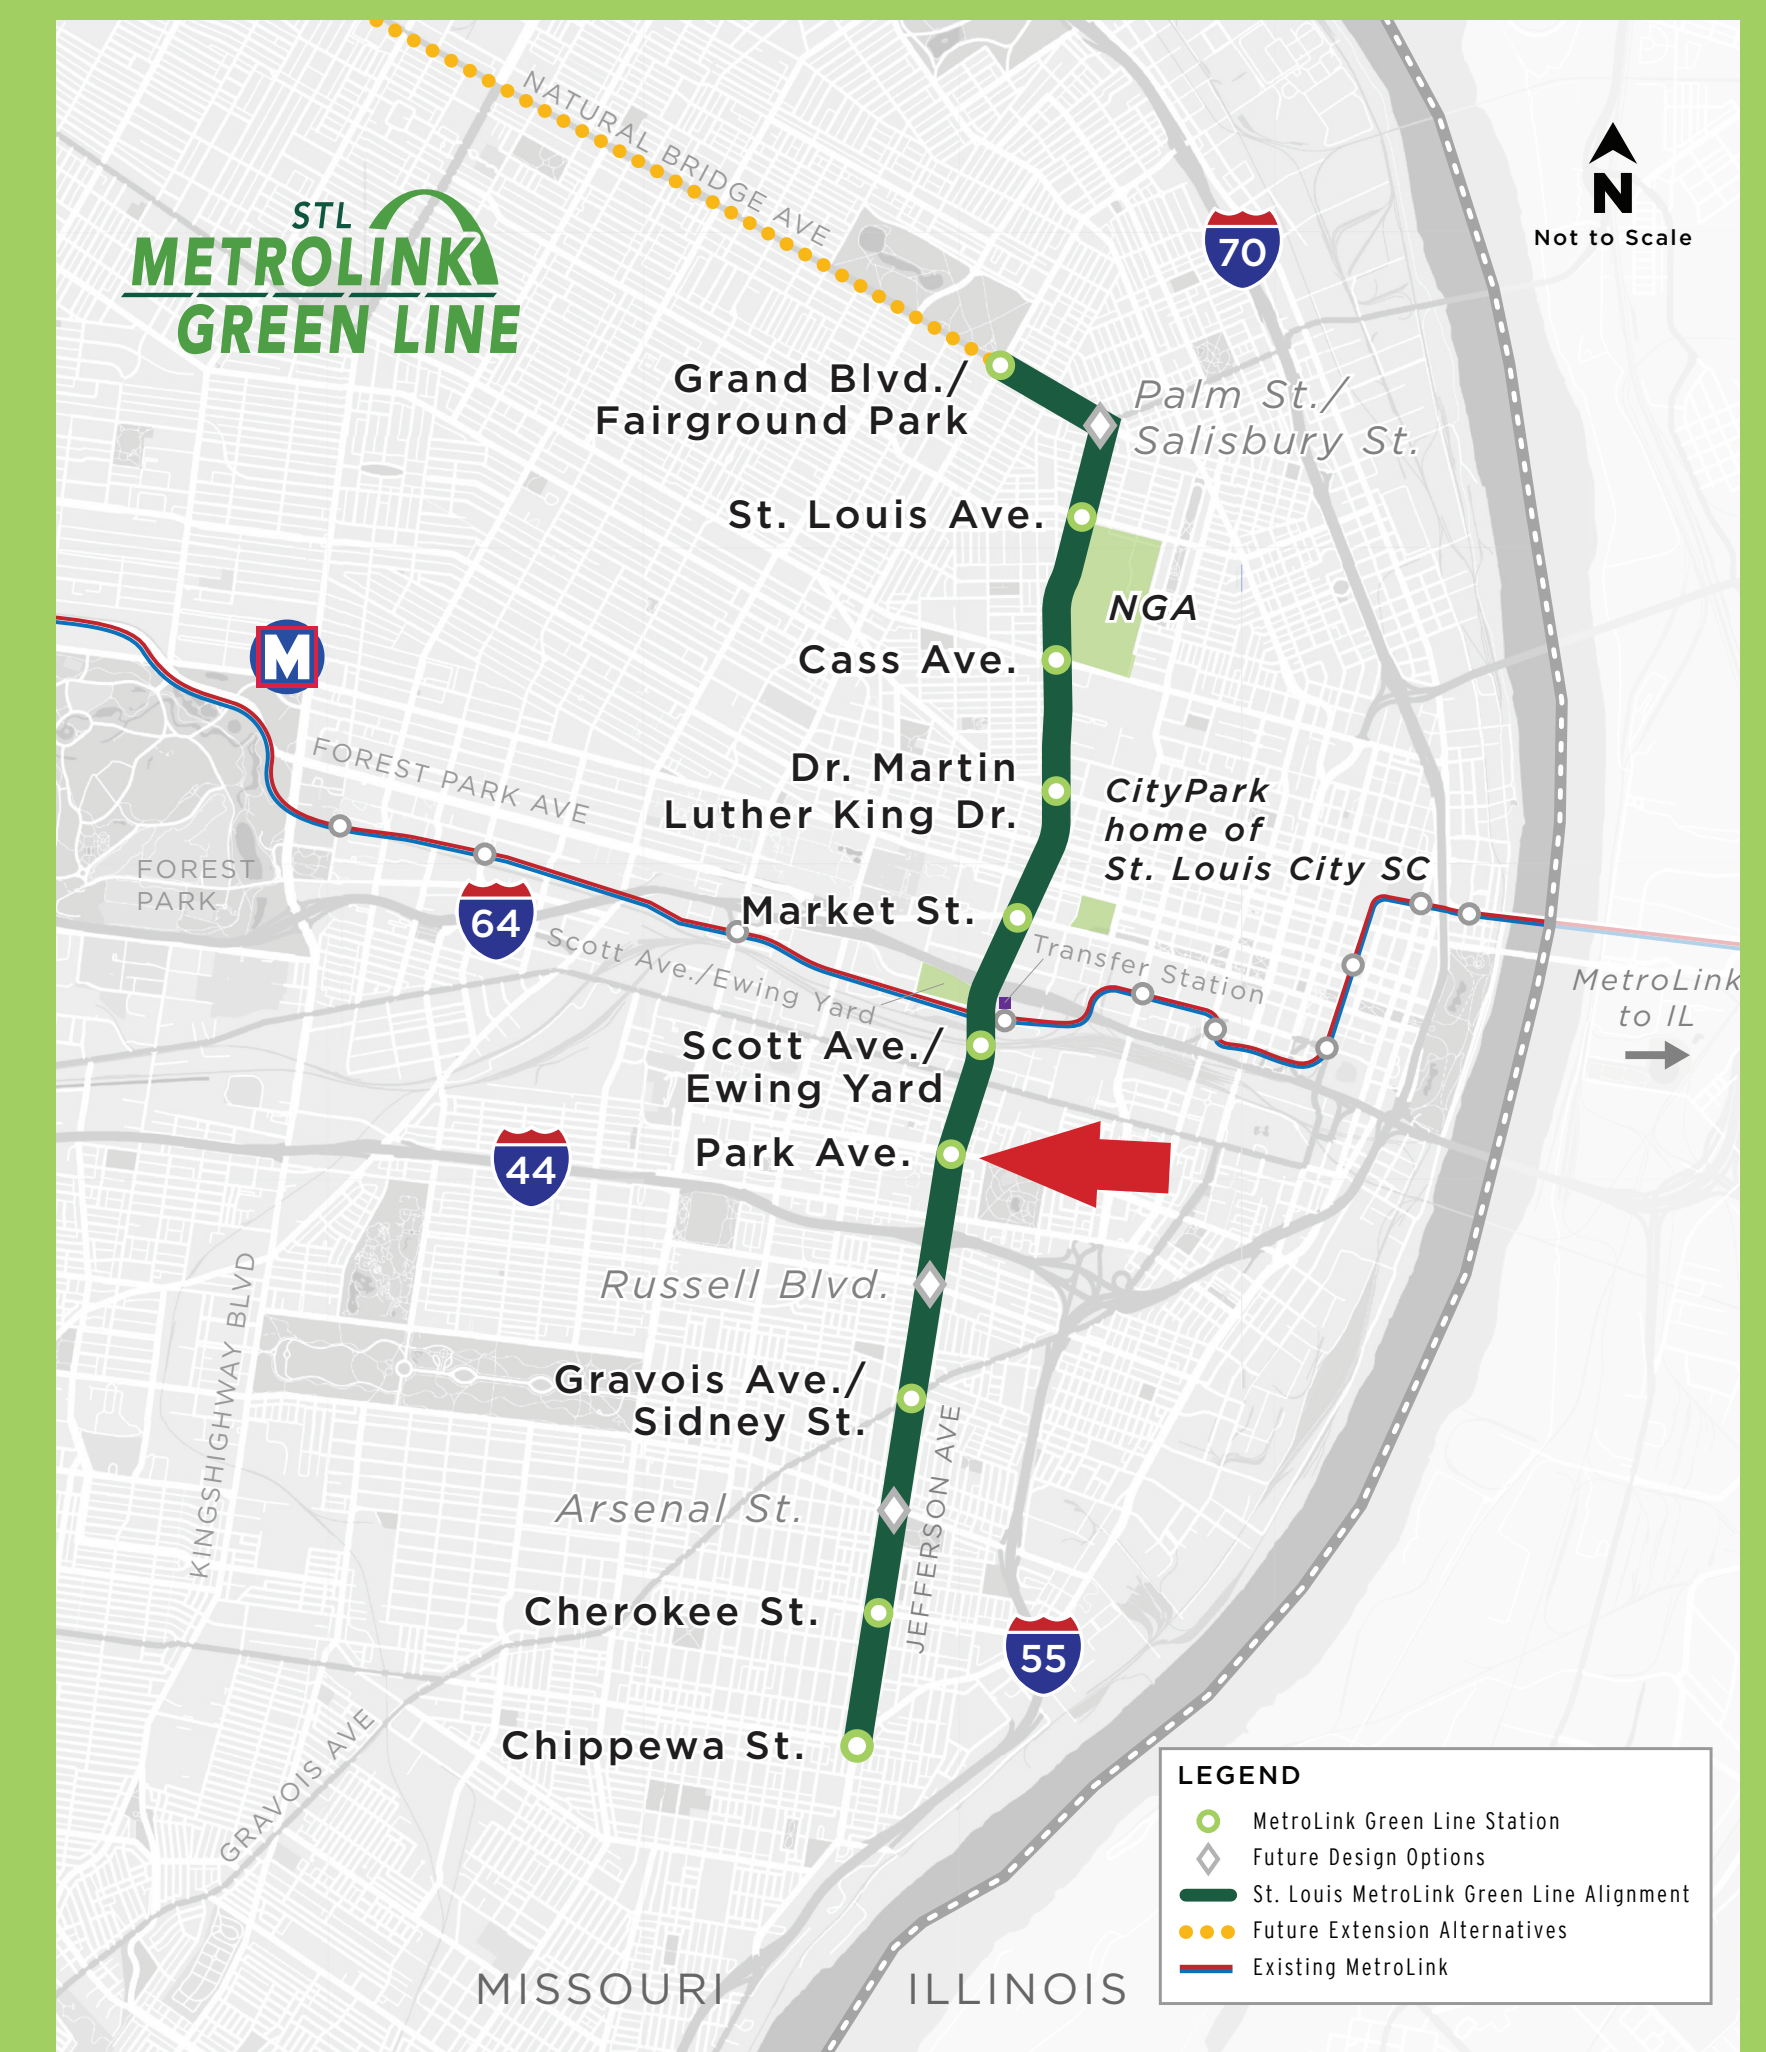 NATURAL BRIDGE AVE
STL
METROLINK
GREEN LINE
70
N
Not to Scale
Grand Blvd./
Fairground Park
Palm St./
Salisbury St.
St. Louis Ave.
NGA
M
Cass Ave.
FOREST PARK AVE
Dr. Martin
Luther King Dr.
CityPark
home of
St. Louis City SC
FOREST
PARK
64
Market St.
Scott Ave./Ewing Yard
Transfer Station
MetroLink
to IL
Scott Ave./
Ewing Yard
Park Ave.
44
Russell Blvd.
KINGSHIGHWAY BLVD
Gravois Ave./
Sidney St.
JEFFERSON AVE
Arsenal St.
Cherokee St.
55
Chippewa St.
GRAVOIS AVE
LEGEND
MetroLink Green Line Station
Future Design Options
St. Louis MetroLink Green Line Alignment
Future Extension Alternatives
Existing MetroLink
MISSOURI
ILLINOIS